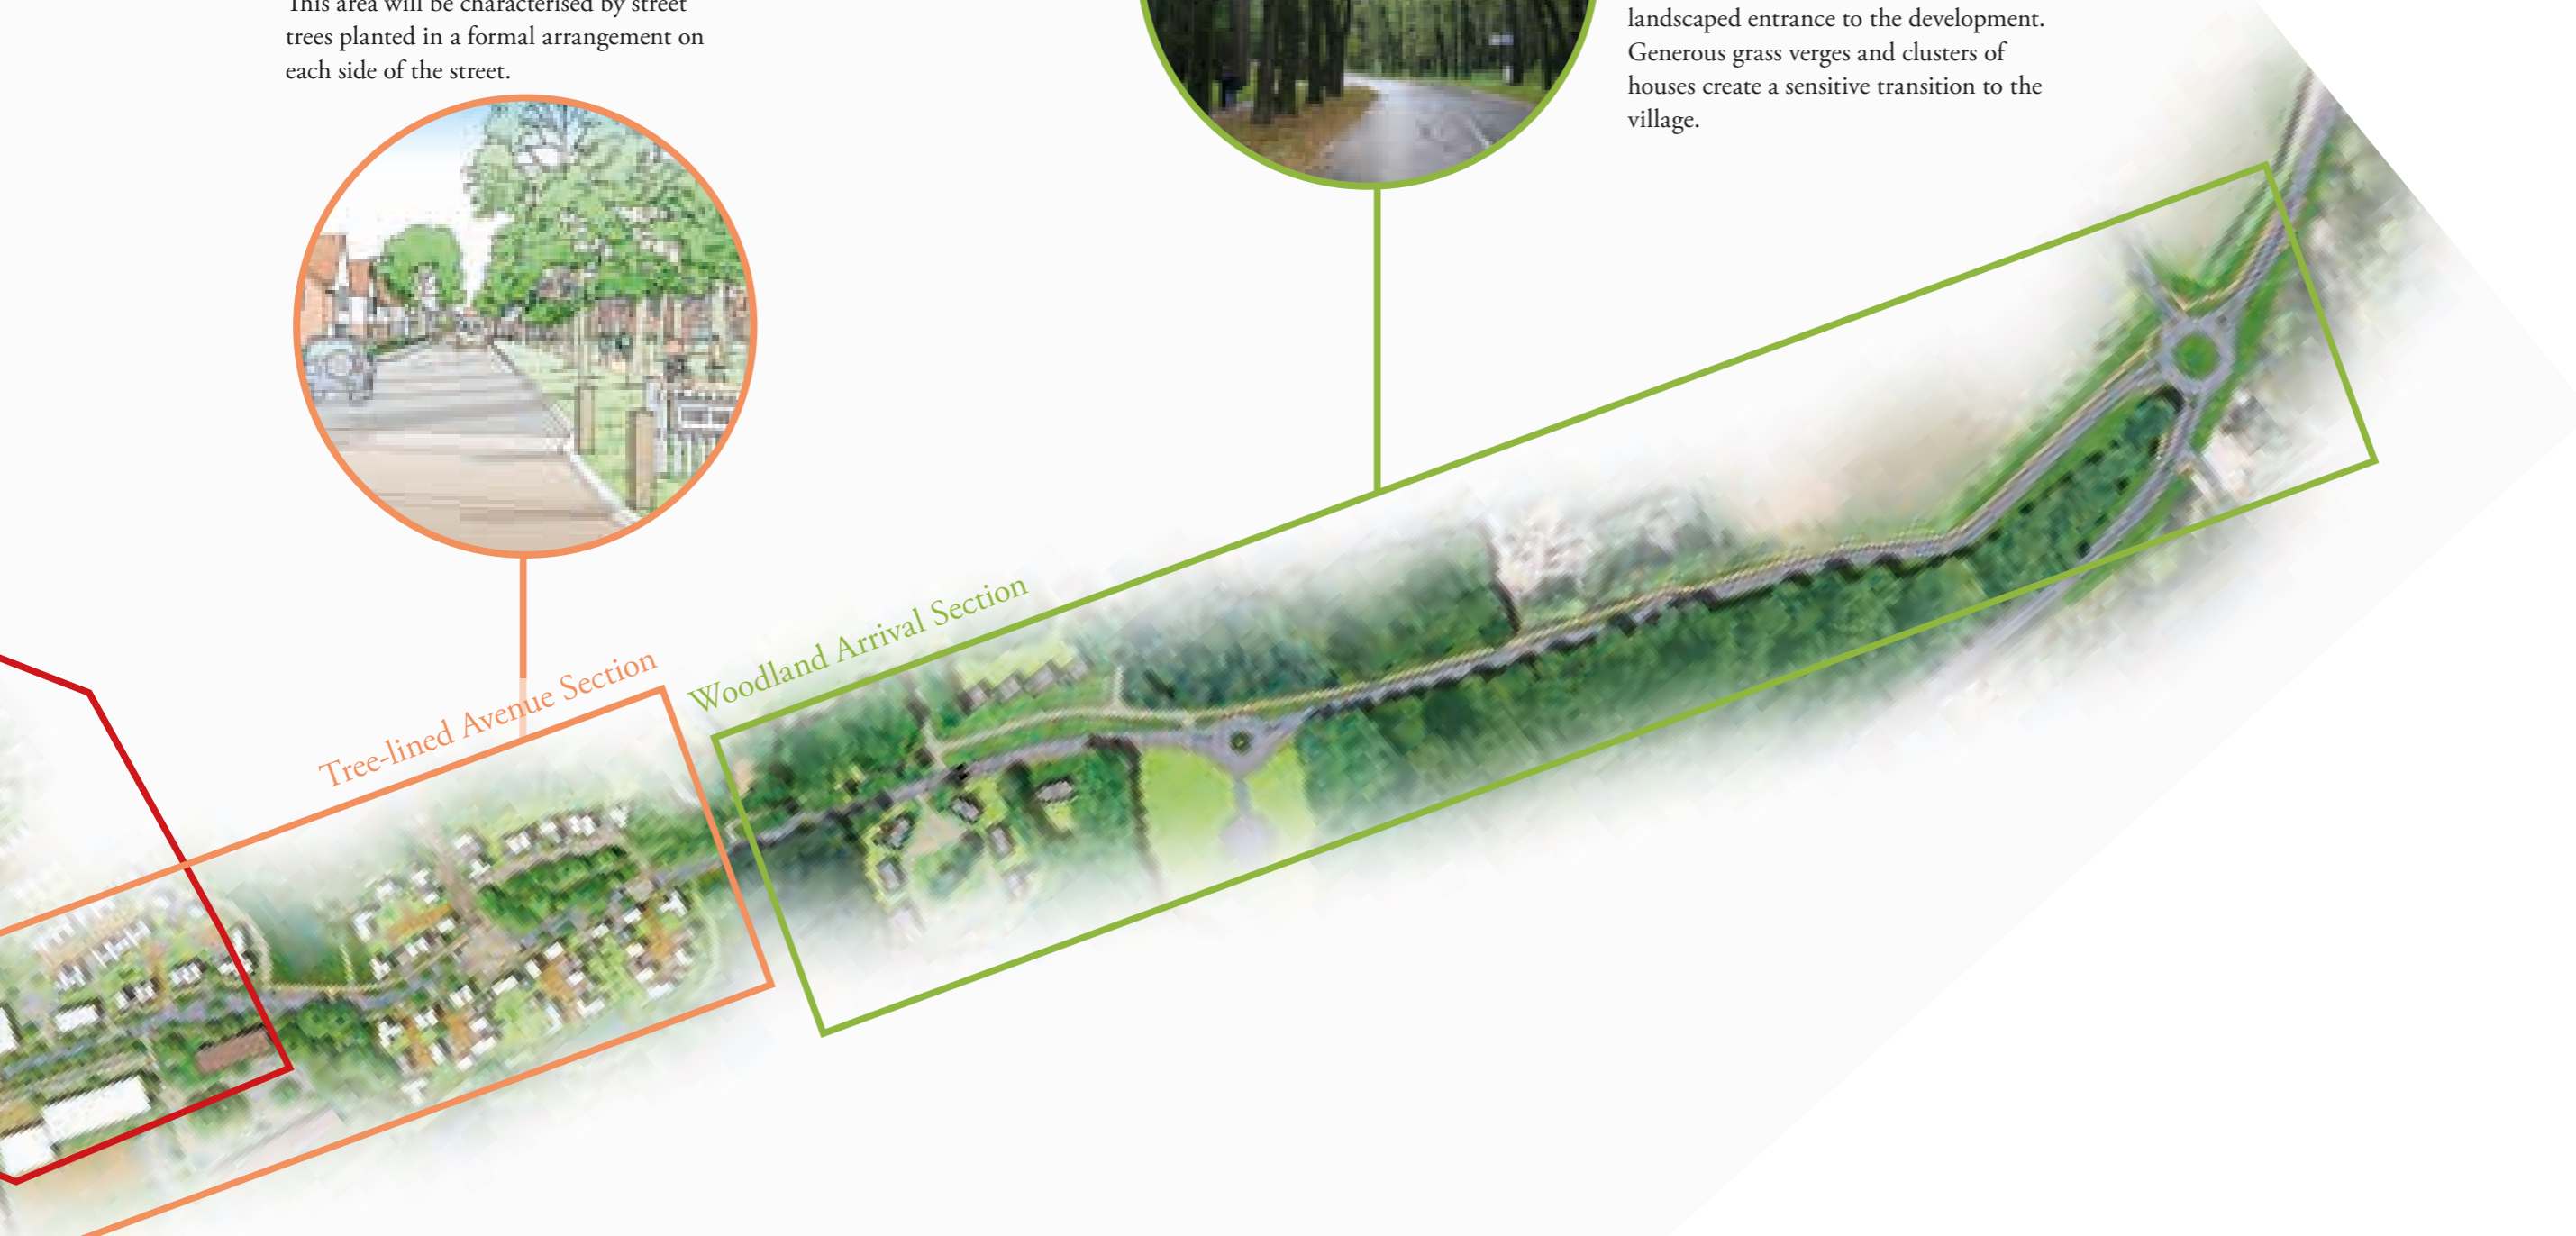 This area will be characterised by street
trees planted in a formal arrangement on
each side of the street.
landscaped entrance to the development.
Generous grass verges and clusters of
houses create a sensitive transition to the
village.
Woodland Arrival Section
Tree-lined Avenue Section